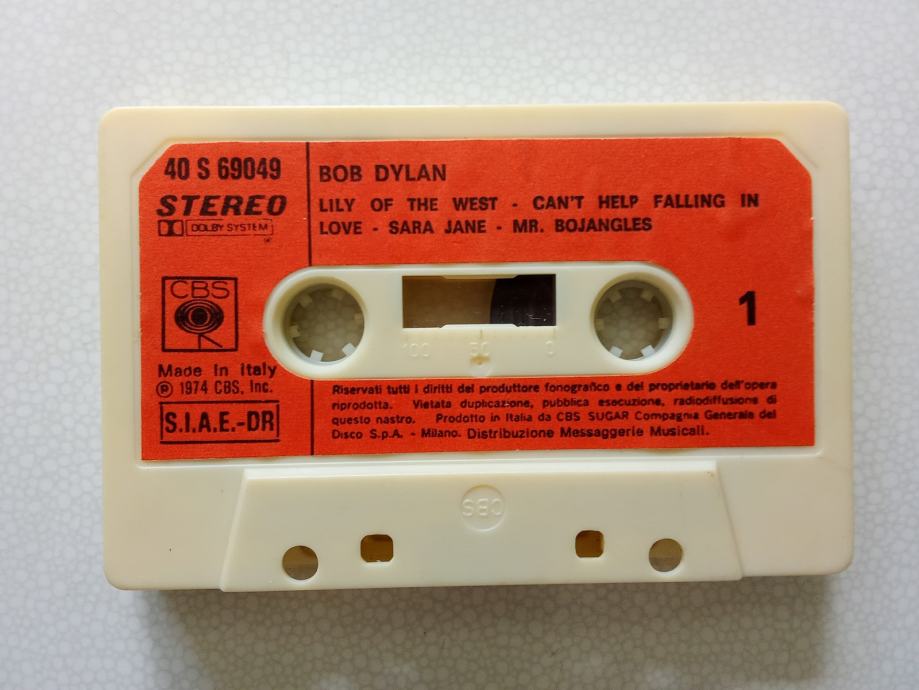 40 S 69049
STEREO
DOLBY SYSTEM
CBS
Made in Italy
℗ 1974 CBS, Inc.
S.I.A.E.-DR
BOB DYLAN
LILY OF THE WEST - CAN'T HELP FALLING IN
LOVE - SARA JANE - MR. BOJANGLES
1
100 50 0
Riservati tutti i diritti del produttore fonografico e del proprietario dell'opera
riprodotta. Vietata duplicazione, pubblica esecuzione, radiodiffusione di
questo nastro. Prodotto in Italia da CBS SUGAR Compagnia Generale del
Disco S.p.A. - Milano. Distribuzione Messaggerie Musicali.
CBS